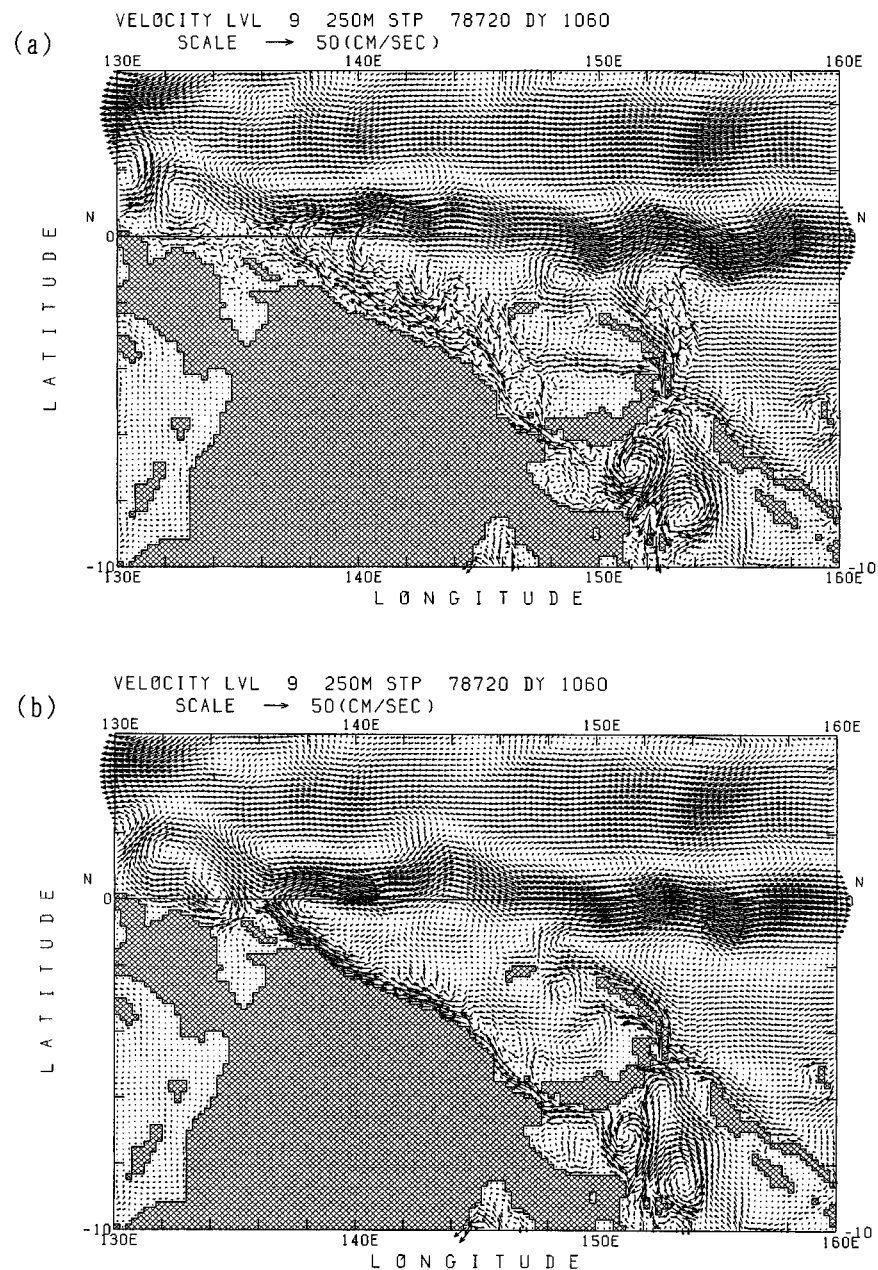 (a)
VELØCITY LVL 9 250M STP 78720 DY 1060
SCALE → 50(CM/SEC)
130E 140E 150E 160E
N
0
LATITUDE
-10 -10
130E 140E 150E 160E
LØNGITUDE
(b)
VELØCITY LVL 9 250M STP 78720 DY 1060
SCALE → 50(CM/SEC)
130E 140E 150E 160E
N N
0 0
LATITUDE
-10 -10
130E 140E 150E 160E
LØNGITUDE